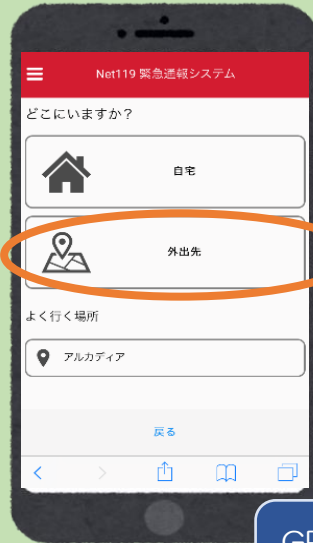 Net119 緊急通報システム
どこにいますか？
自宅
外出先
よく行く場所
アルカディア
戻る